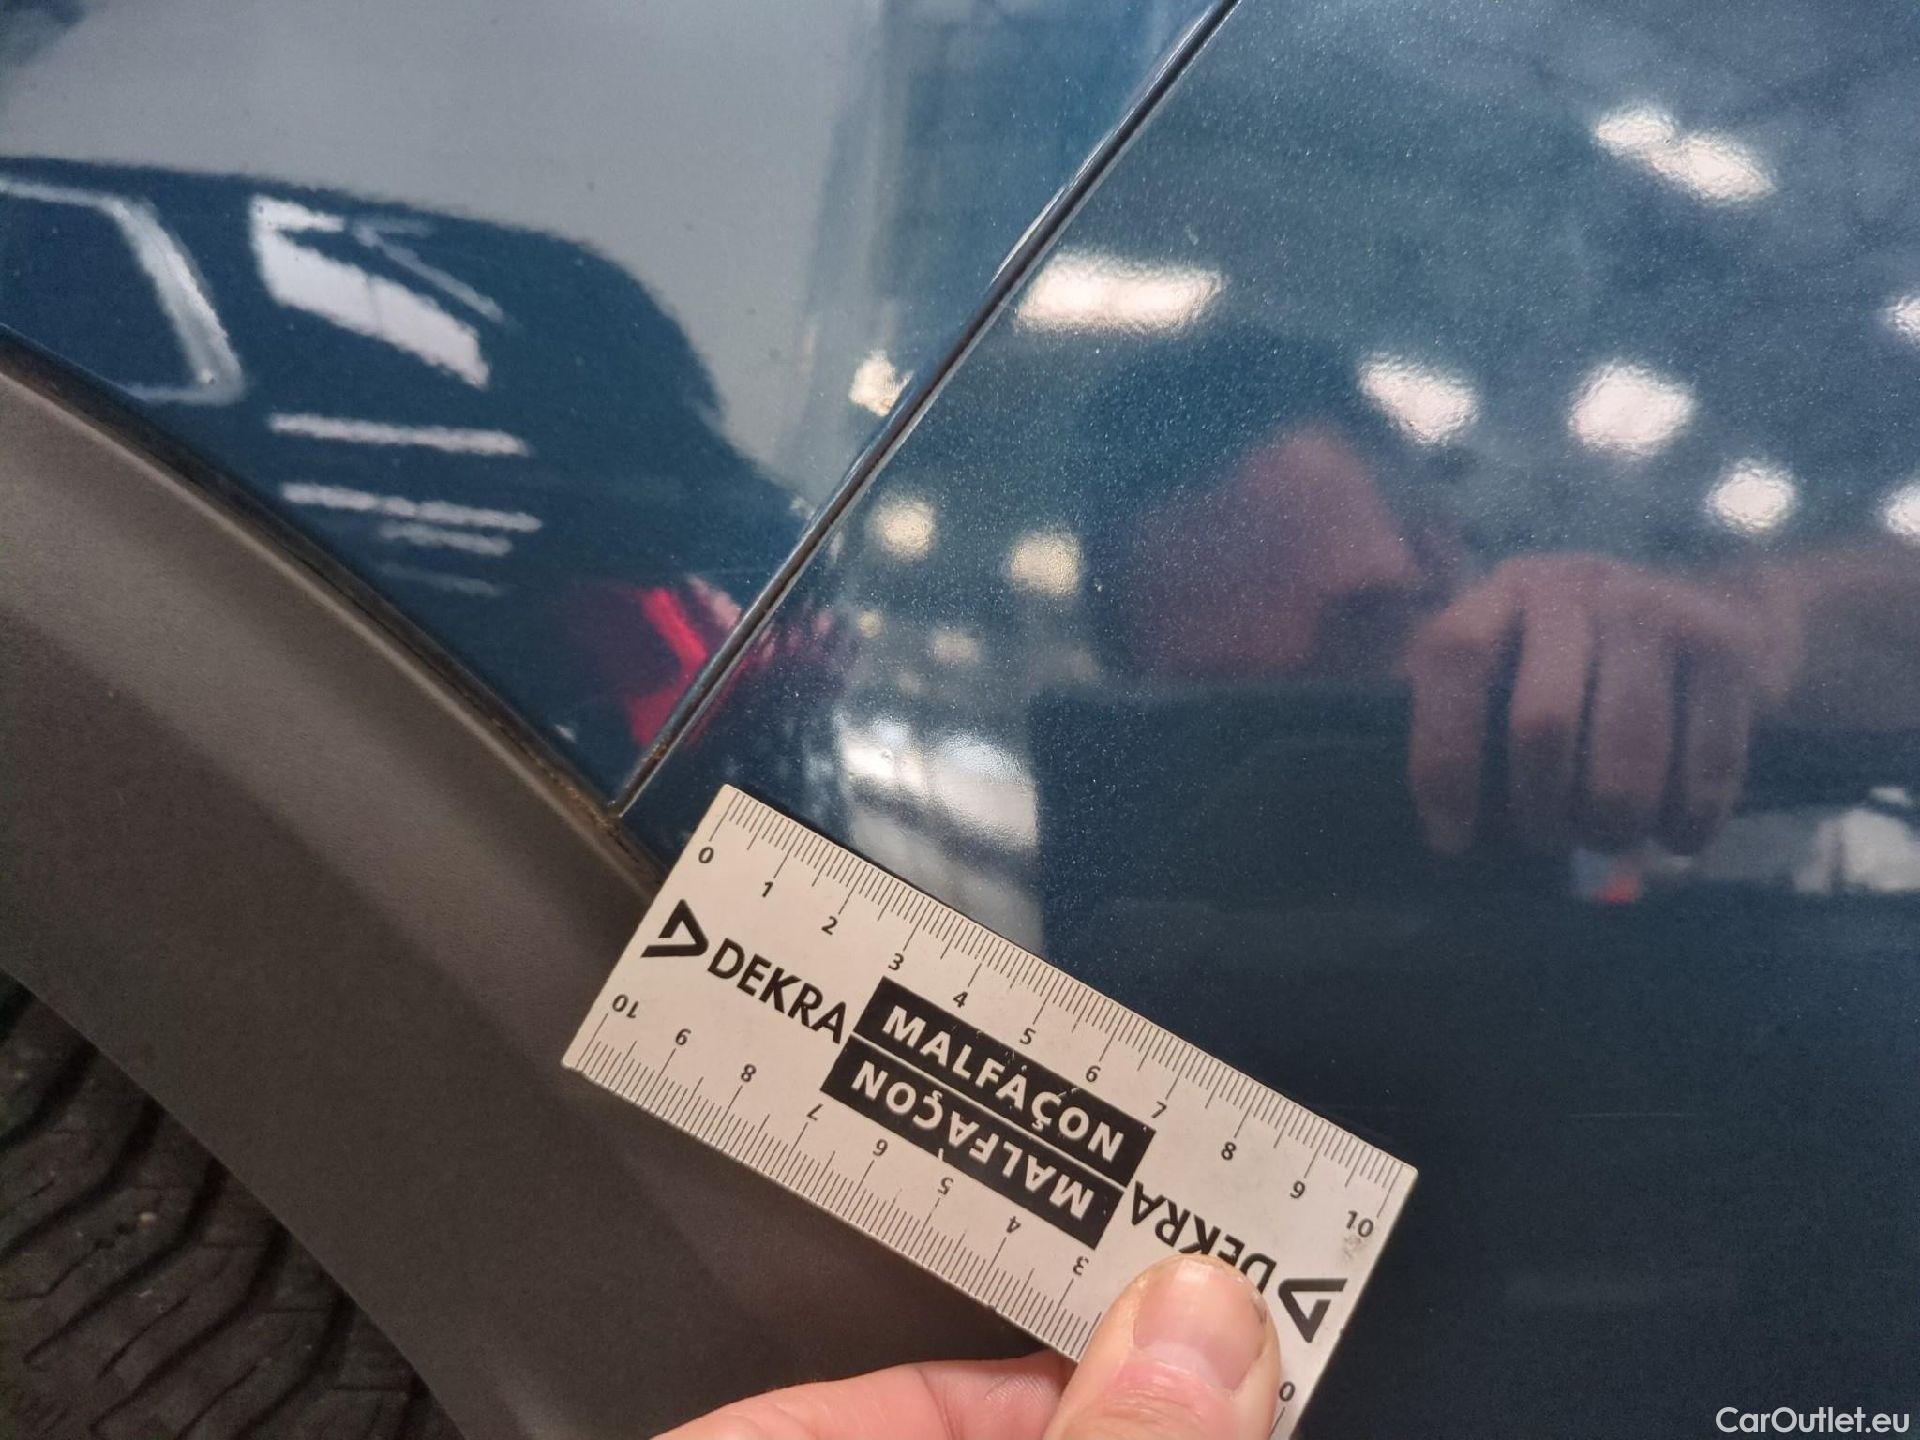 0 1 2 3 4 5 6 7 8 9 10
DEKRA MALFAÇON
MALFAÇON DEKRA
10 9 8 7 6 5 4 3 0
CarOutlet.eu